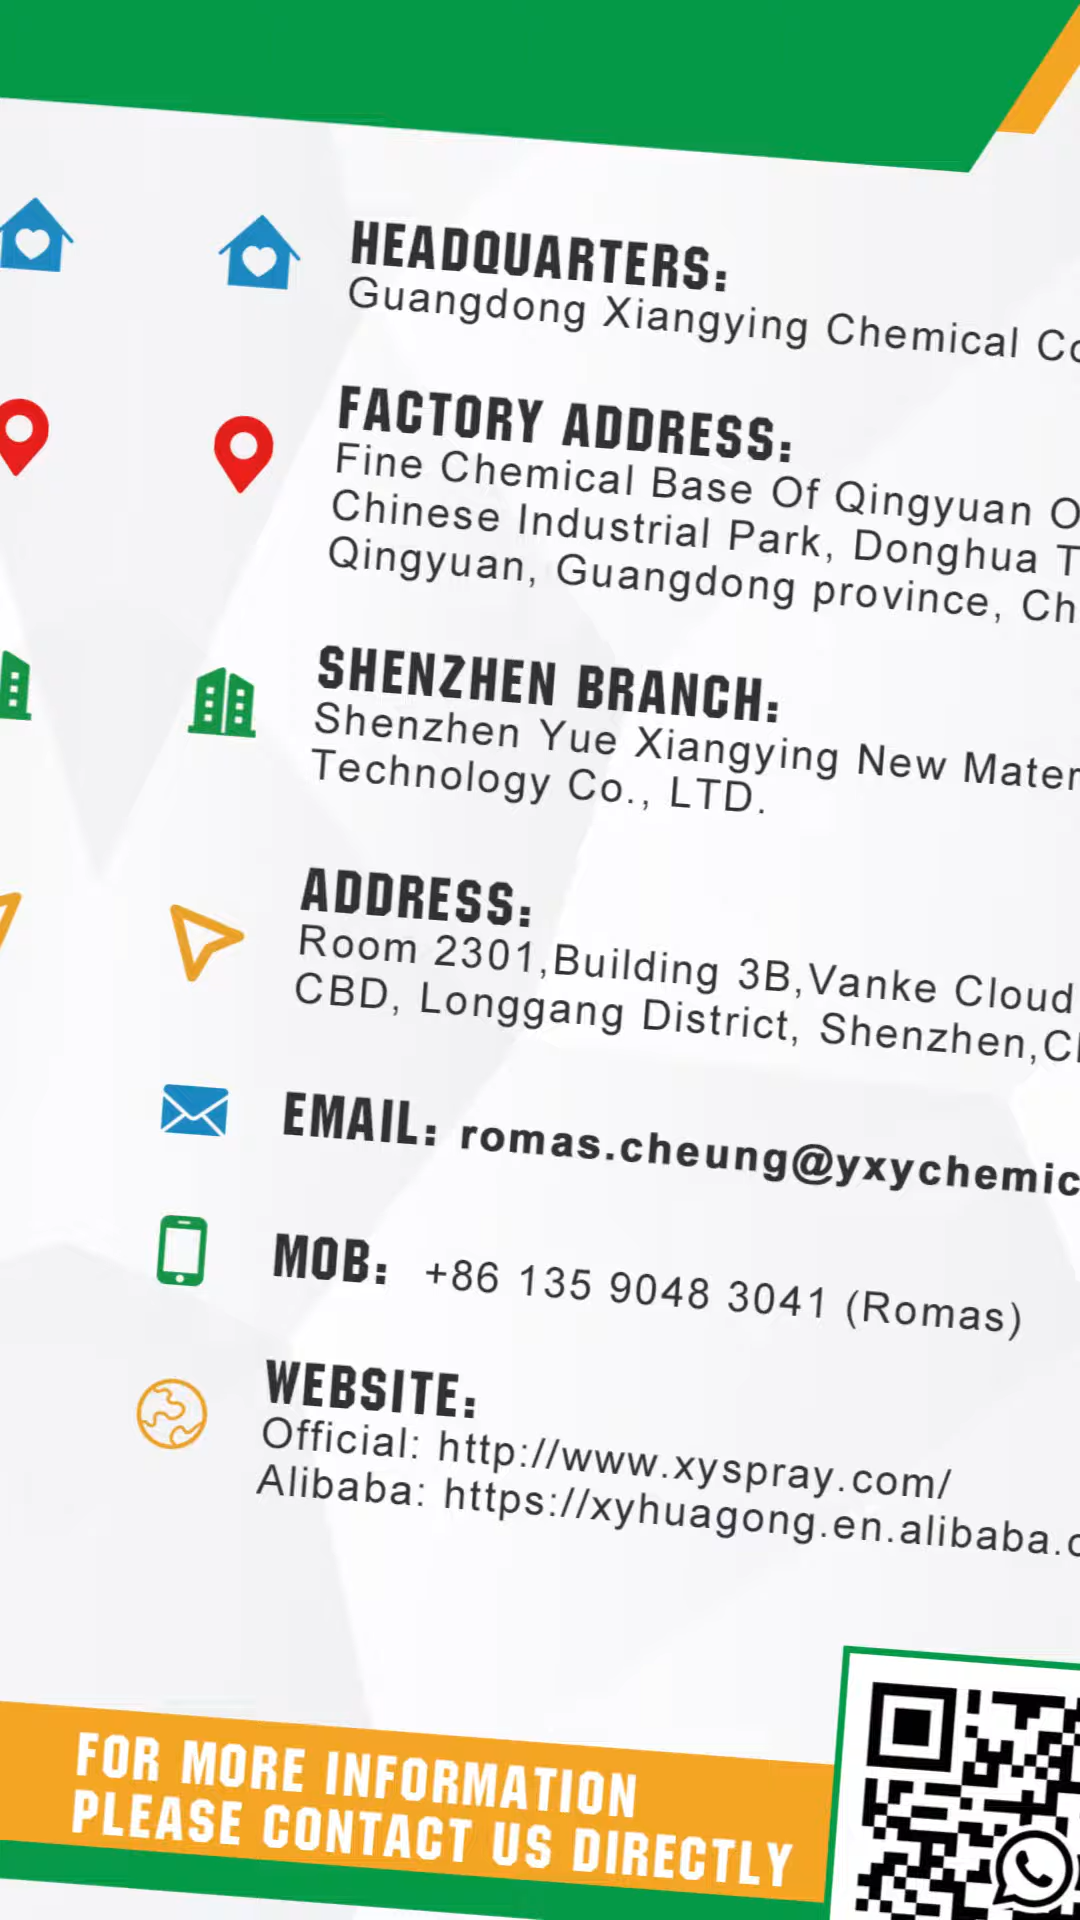 HEADQUARTERS:
Guangdong Xiangying Chemical
FACTORY ADDRESS:
Fine Chemical Base Of Qingyuan
Chinese Industrial Park, Donghua
Qingyuan, Guangdong province,
SHENZHEN BRANCH:
Shenzhen Yue Xiangying New
Technology Co., LTD.
ADDRESS:
Room 2301,Building 3B,Vanke Cloud
CBD, Longgang District, Shenzhen,
EMAIL: romas.cheung@yxychemic
MOB: +86 135 9048 3041 (Romas)
WEBSITE:
Official: http://www.xyspray.com/
Alibaba: https://xyhuagong.en.alibaba.
FOR MORE INFORMATION
PLEASE CONTACT US DIRECTLY